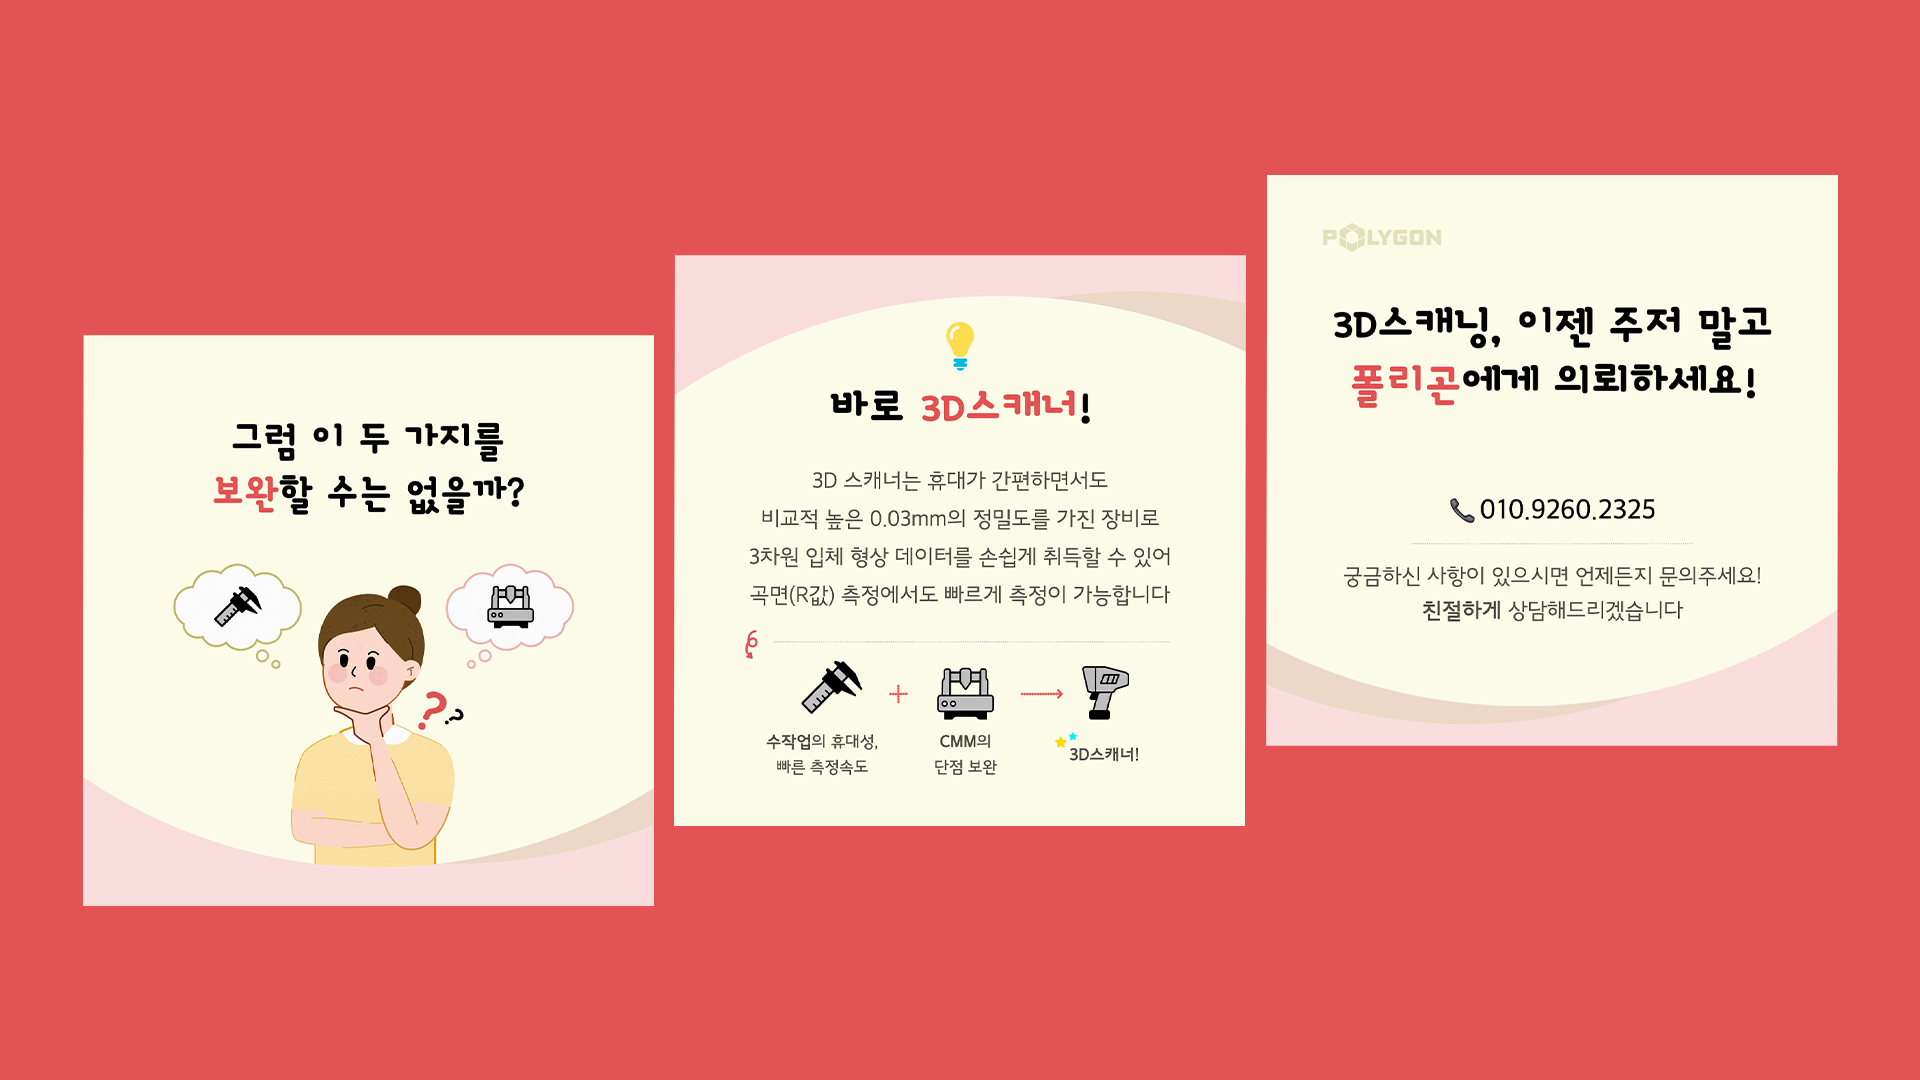 그럼 이 두 가지를
보완할 수는 없을까?
??
바로 3D스캐너!
3D 스캐너는 휴대가 간편하면서도
비교적 높은 0.03mm의 정밀도를 가진 장비로
3차원 입체 형상 데이터를 손쉽게 취득할 수 있어
곡면(R값) 측정에서도 빠르게 측정이 가능합니다
수작업의 휴대성,
빠른 측정속도
+
CMM의
단점 보완
3D스캐너!
POLYGON
3D스캐닝, 이젠 주저 말고
폴리곤에게 의뢰하세요!
010.9260.2325
궁금하신 사항이 있으시면 언제든지 문의주세요!
친절하게 상담해드리겠습니다